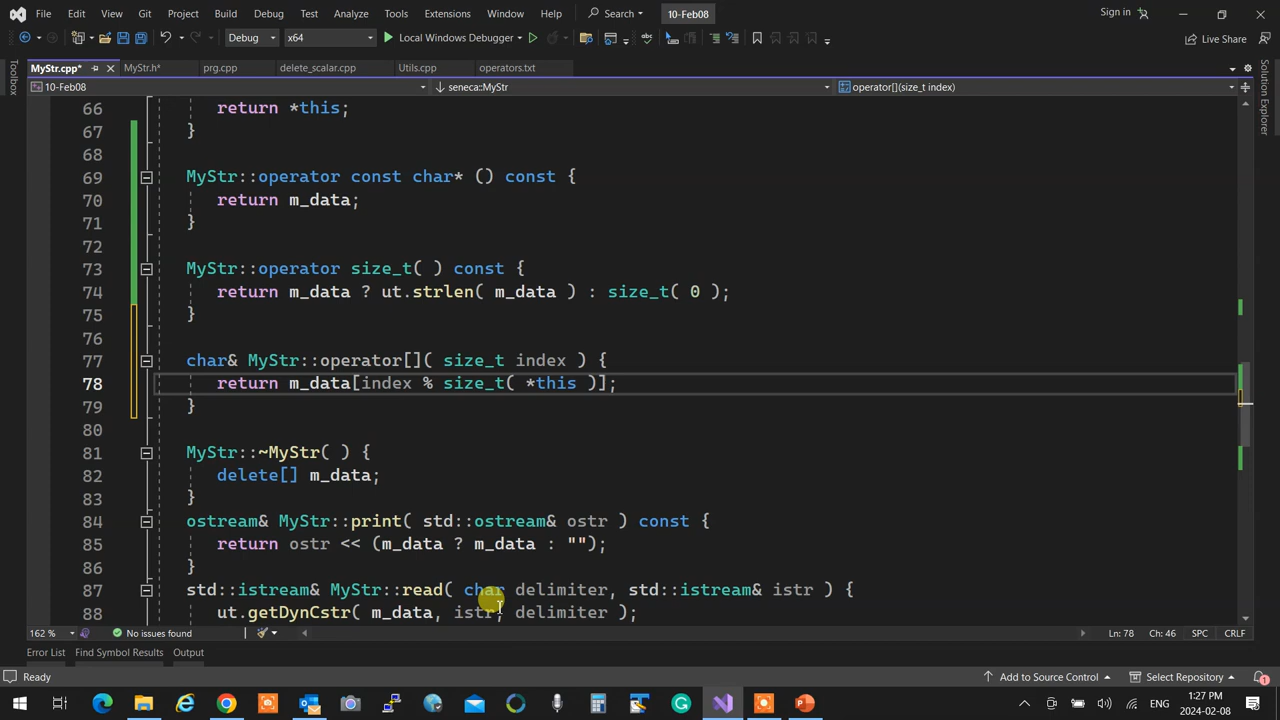 File Edit View Git Project Build Debug Test Analyze Tools Extensions Window Help Search 10-Feb08 Sign in
Debug x64 Local Windows Debugger Live Share
MyStr.cpp* MyStr.h* prg.cpp delete_scalar.cpp Utils.cpp operators.txt
10-Feb08 seneca::MyStr operator[](size_t index)
Toolbox
Solution Explorer
66 return *this;
67 }
68
69 MyStr::operator const char* () const {
70 return m_data;
71 }
72
73 MyStr::operator size_t( ) const {
74 return m_data ? ut.strlen( m_data ) : size_t( 0 );
75 }
76
77 char& MyStr::operator[]( size_t index ) {
78 return m_data[index % size_t( *this )];
79 }
80
81 MyStr::~MyStr( ) {
82 delete[] m_data;
83 }
84 ostream& MyStr::print( std::ostream& ostr ) const {
85 return ostr << (m_data ? m_data : "");
86 }
87 std::istream& MyStr::read( char delimiter, std::istream& istr ) {
88 ut.getDynCstr( m_data, istr, delimiter );
162 % No issues found Ln: 78 Ch: 46 SPC CRLF
Error List Find Symbol Results Output
Ready Add to Source Control Select Repository 1
ENG 1:27 PM
2024-02-08